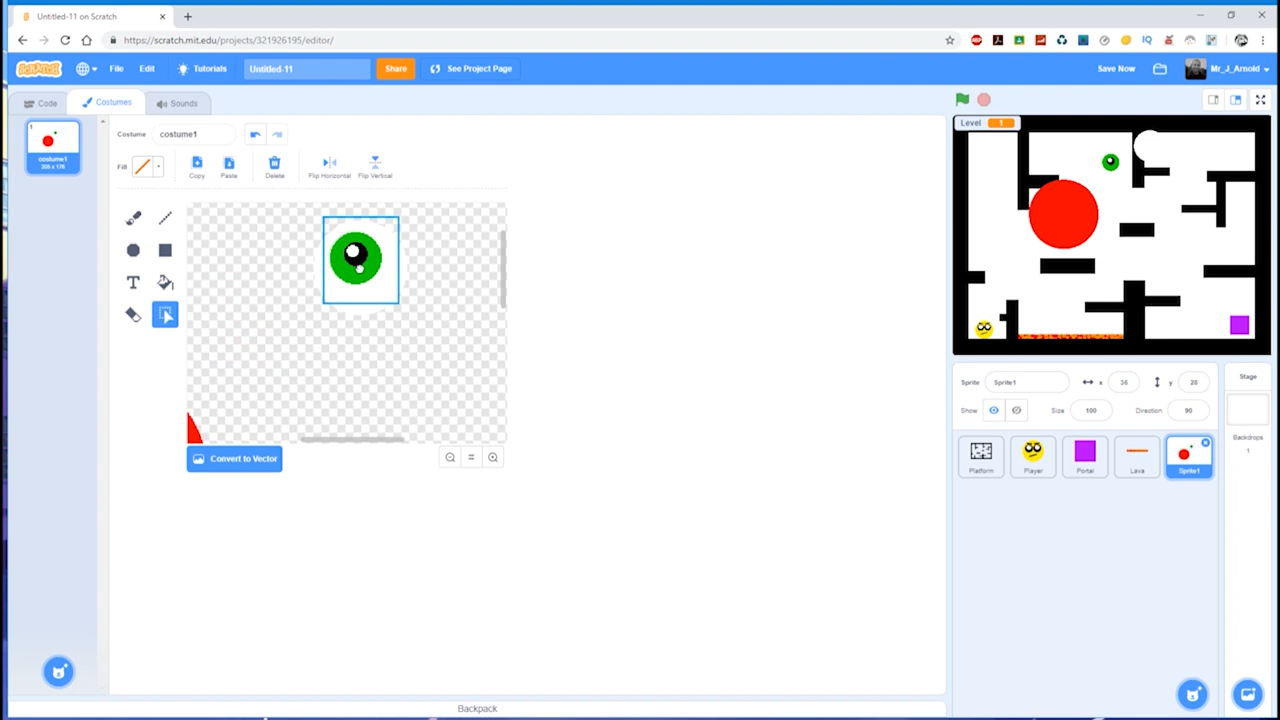 Untitled-11 on Scratch
https://scratch.mit.edu/projects/321926195/editor/
SCRATCH File Edit Tutorials Untitled-11 Share See Project Page Save Now Mr_J_Arnold
Code Costumes Sounds
1
costume1
Costume costume1
Fill Copy Paste Delete Flip Horizontal Flip Vertical
T
Convert to Vector
Level 1
Sprite Sprite1 x 36 y 28
Show Size 100 Direction 90
Platform Player Portal Lava Sprite1
Stage
Backdrops
1
Backpack